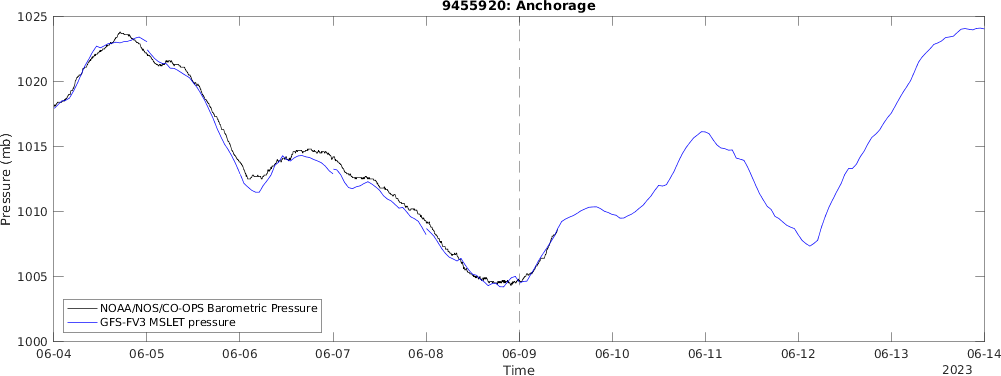 9455920: Anchorage
1025
1020
1015
1010
1005
1000
Pressure (mb)
NOAA/NOS/CO-OPS Barometric Pressure
GFS-FV3 MSLET pressure
06-04 06-05 06-06 06-07 06-08 06-09 06-10 06-11 06-12 06-13 06-14
Time
2023